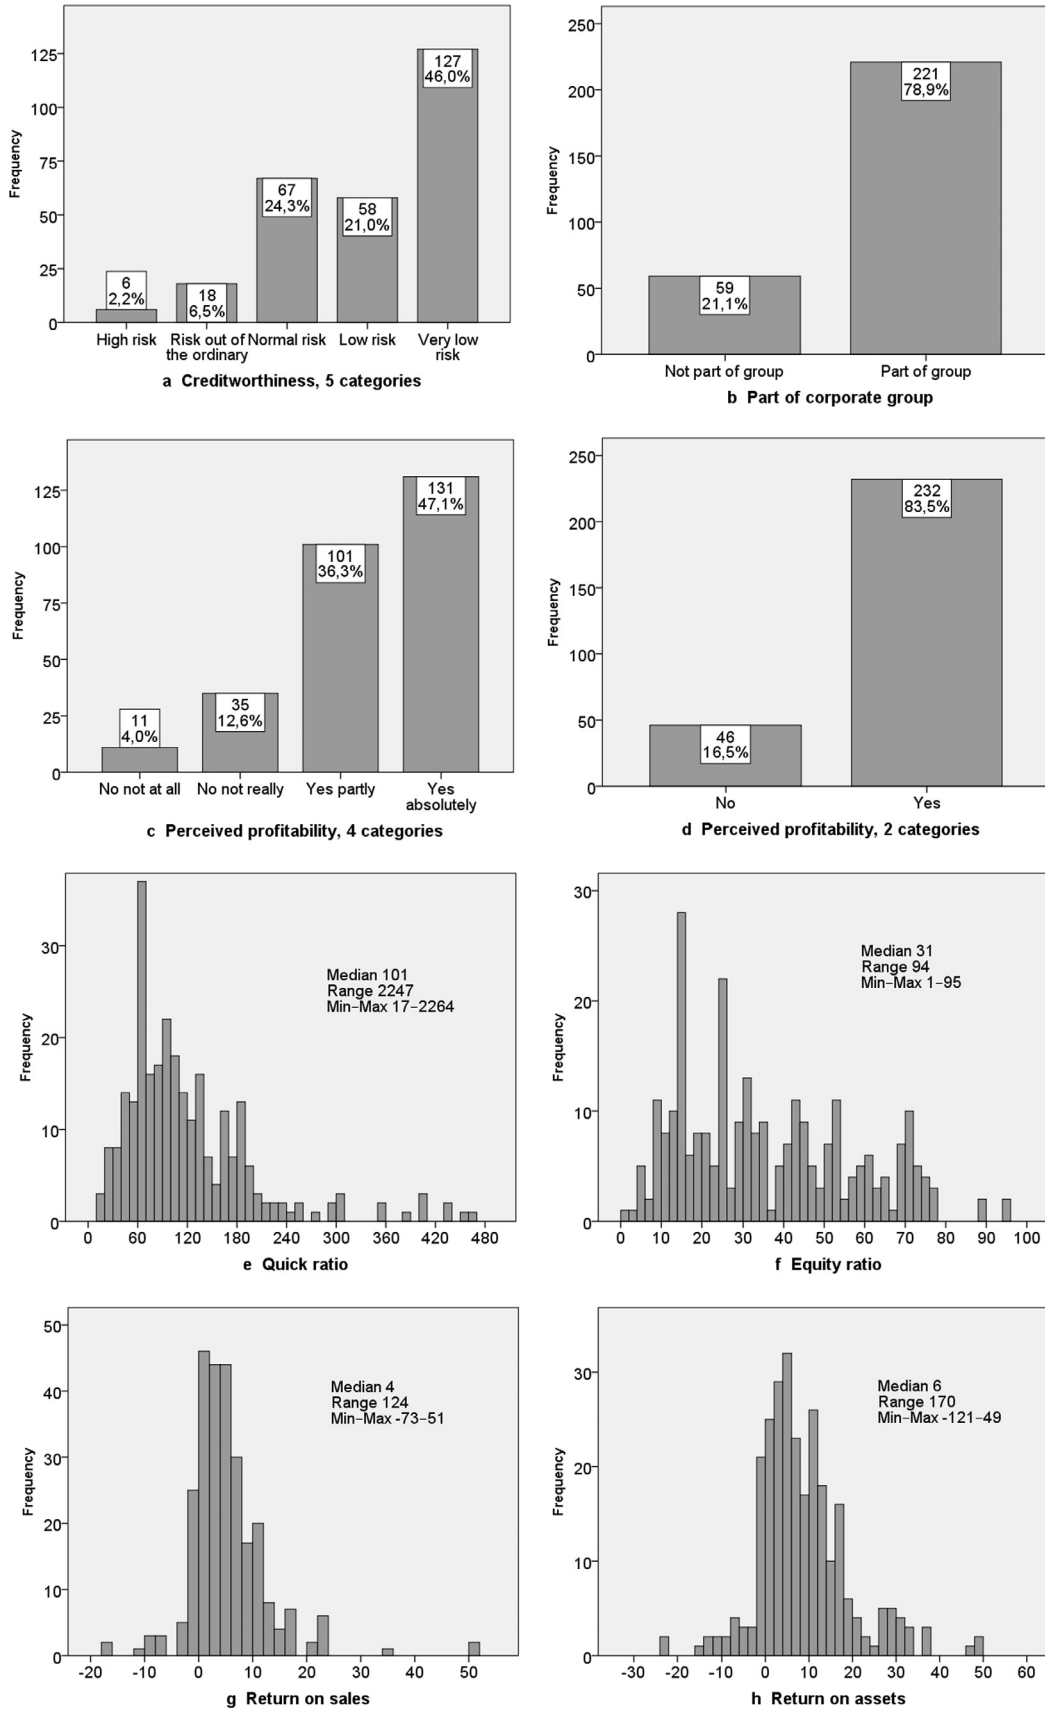 Frequency
125
100
75
50
25
0
6
2,2%
18
6,5%
67
24,3%
58
21,0%
127
46,0%
High risk
Risk out of
the ordinary
Normal risk
Low risk
Very low
risk
a Creditworthiness, 5 categories
Frequency
250
200
150
100
50
0
59
21,1%
221
78,9%
Not part of group
Part of group
b Part of corporate group
Frequency
125
100
75
50
25
0
11
4,0%
35
12,6%
101
36,3%
131
47,1%
No not at all
No not really
Yes partly
Yes
absolutely
c Perceived profitability, 4 categories
Frequency
250
200
150
100
50
0
46
16,5%
232
83,5%
No
Yes
d Perceived profitability, 2 categories
Frequency
30
20
10
0
Median 101
Range 2247
Min–Max 17–2264
0 60 120 180 240 300 360 420 480
e Quick ratio
Frequency
30
20
10
0
Median 31
Range 94
Min–Max 1–95
0 10 20 30 40 50 60 70 80 90 100
f Equity ratio
Frequency
50
40
30
20
10
0
Median 4
Range 124
Min–Max -73–51
-20 -10 0 10 20 30 40 50
g Return on sales
Frequency
30
20
10
0
Median 6
Range 170
Min–Max -121–49
-30 -20 -10 0 10 20 30 40 50 60
h Return on assets